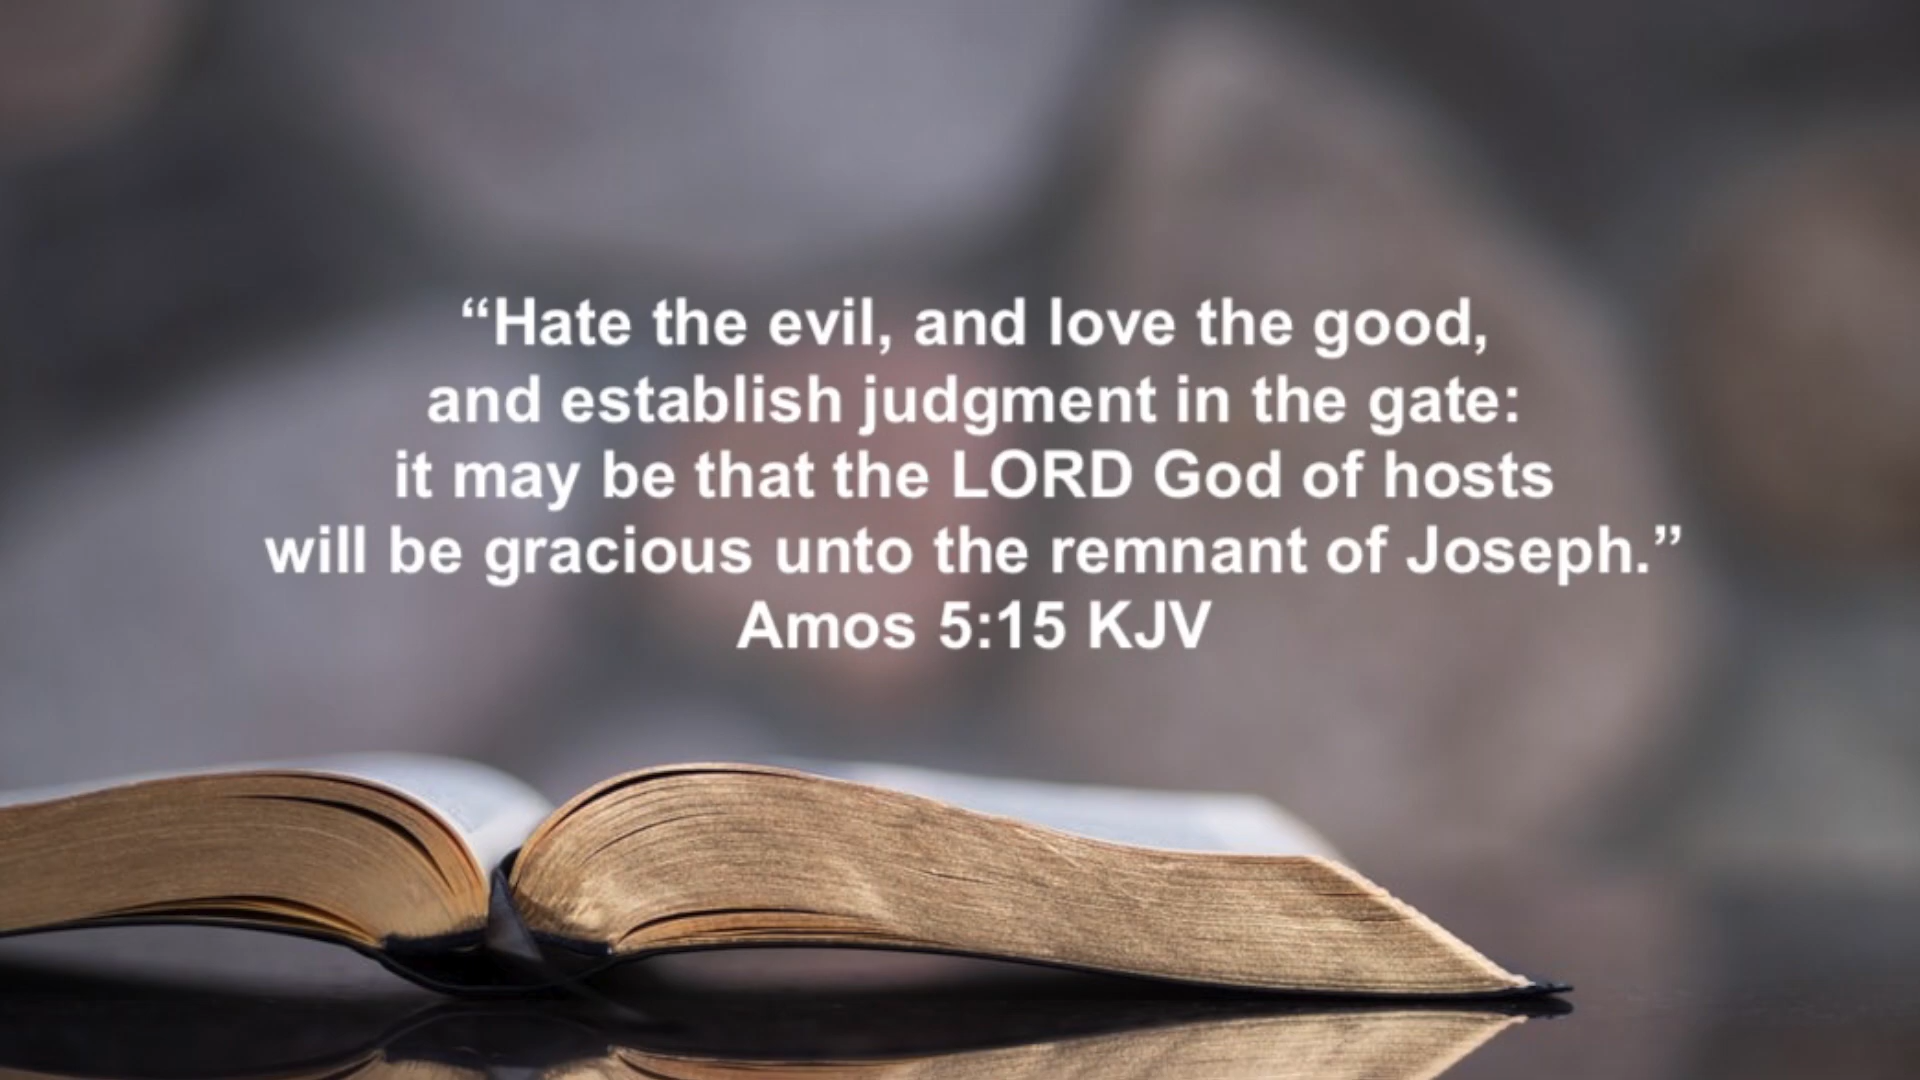 “Hate the evil, and love the good,
and establish judgment in the gate:
it may be that the LORD God of hosts
will be gracious unto the remnant of Joseph.”
Amos 5:15 KJV